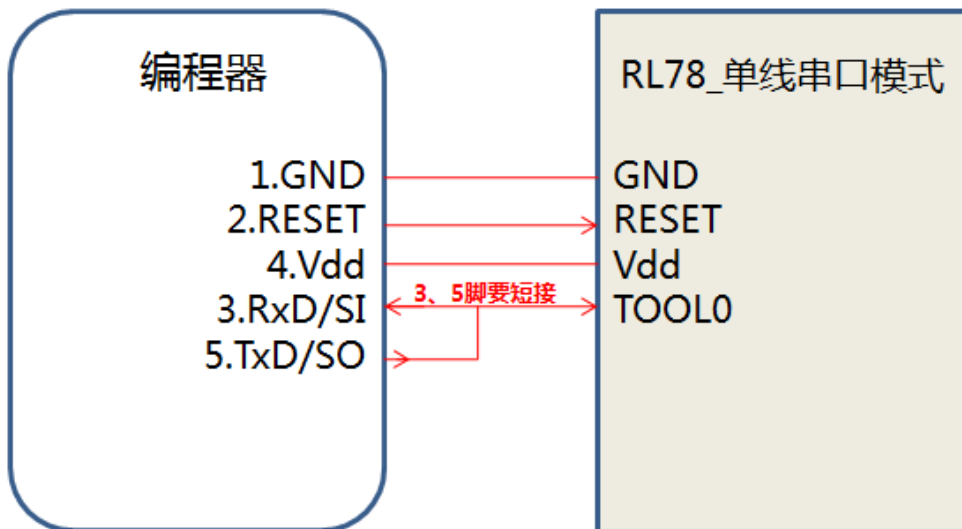 编程器
RL78_单线串口模式
1.GND
GND
2.RESET
RESET
4.Vdd
Vdd
3、5脚要短接
3.RxD/SI
TOOL0
5.TxD/SO